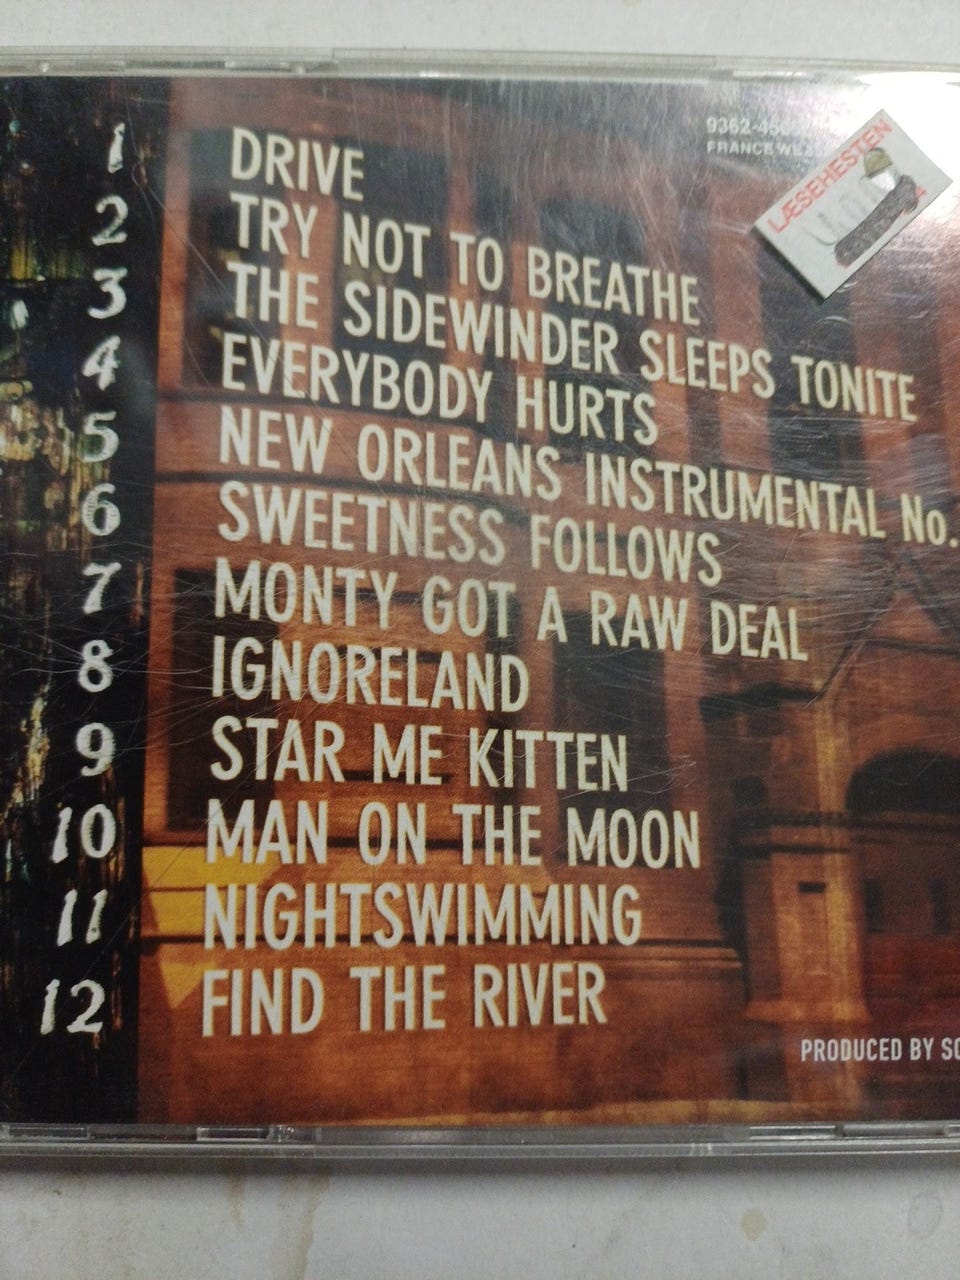 1 DRIVE
2 TRY NOT TO BREATHE
3 THE SIDEWINDER SLEEPS TONITE
4 EVERYBODY HURTS
5 NEW ORLEANS INSTRUMENTAL No.
6 SWEETNESS FOLLOWS
7 MONTY GOT A RAW DEAL
8 IGNORELAND
9 STAR ME KITTEN
10 MAN ON THE MOON
11 NIGHTSWIMMING
12 FIND THE RIVER
FRANCE
LÆSEHESTEN
PRODUCED BY